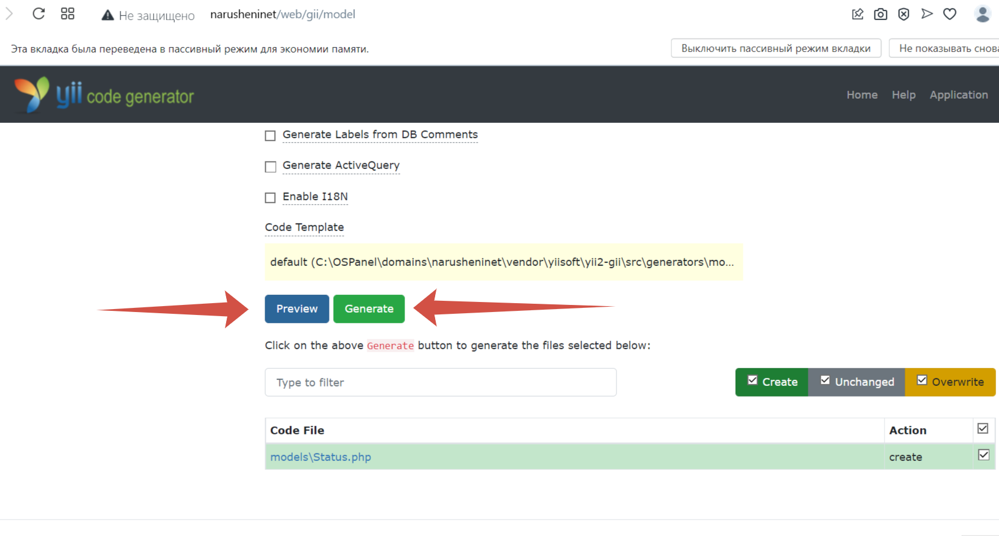 Не защищено narusheninet/web/gii/model
Эта вкладка была переведена в пассивный режим для экономии памяти. Выключить пассивный режим вкладки Не показывать снова
yii code generator Home Help Application
Generate Labels from DB Comments
Generate ActiveQuery
Enable I18N
Code Template
default (C:\OSPanel\domains\narusheninet\vendor\yiisoft\yii2-gii\src\generators\mo...
Preview Generate
Click on the above Generate button to generate the files selected below:
Type to filter Create Unchanged Overwrite
Code File Action
models\Status.php create